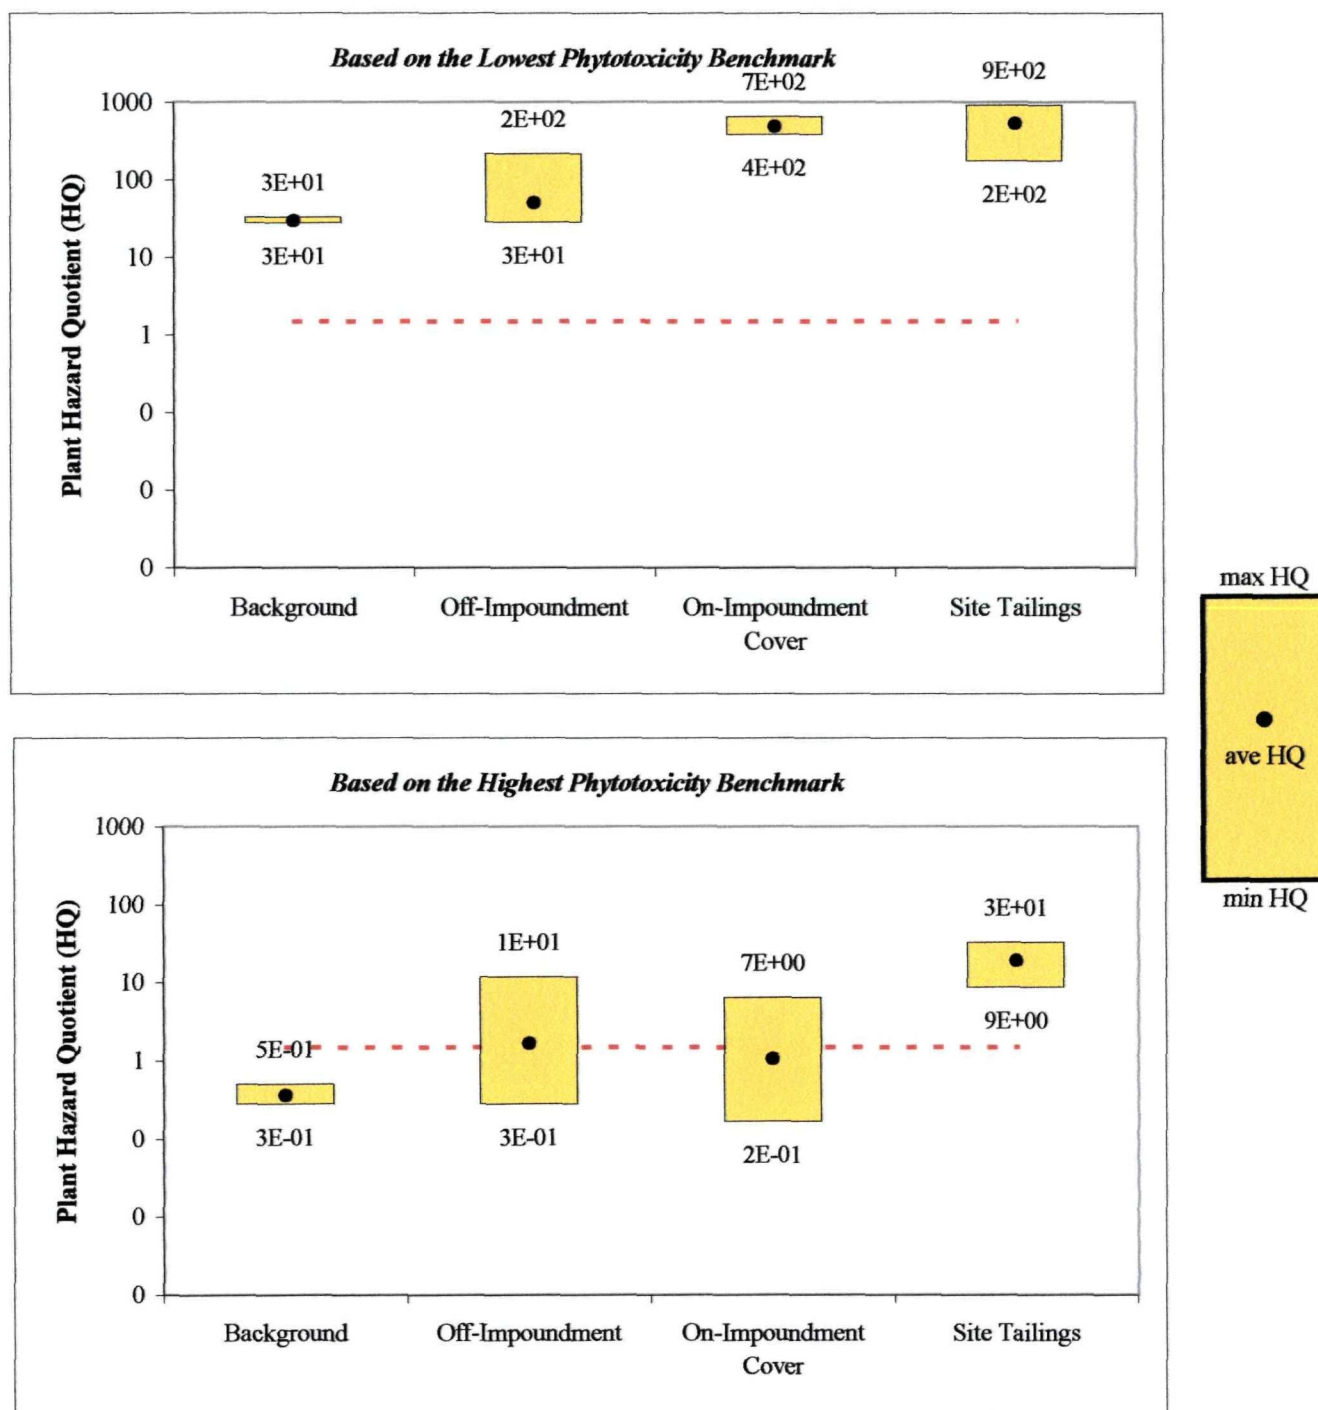 Based on the Lowest Phytotoxicity Benchmark
Plant Hazard Quotient (HQ)
1000
100
10
1
0
0
0
3E+01
3E+01
2E+02
3E+01
7E+02
4E+02
9E+02
2E+02
Background
Off-Impoundment
On-Impoundment
Cover
Site Tailings
max HQ
ave HQ
min HQ
Based on the Highest Phytotoxicity Benchmark
Plant Hazard Quotient (HQ)
1000
100
10
1
0
0
0
5E-01
3E-01
1E+01
3E-01
7E+00
2E-01
3E+01
9E+00
Background
Off-Impoundment
On-Impoundment
Cover
Site Tailings